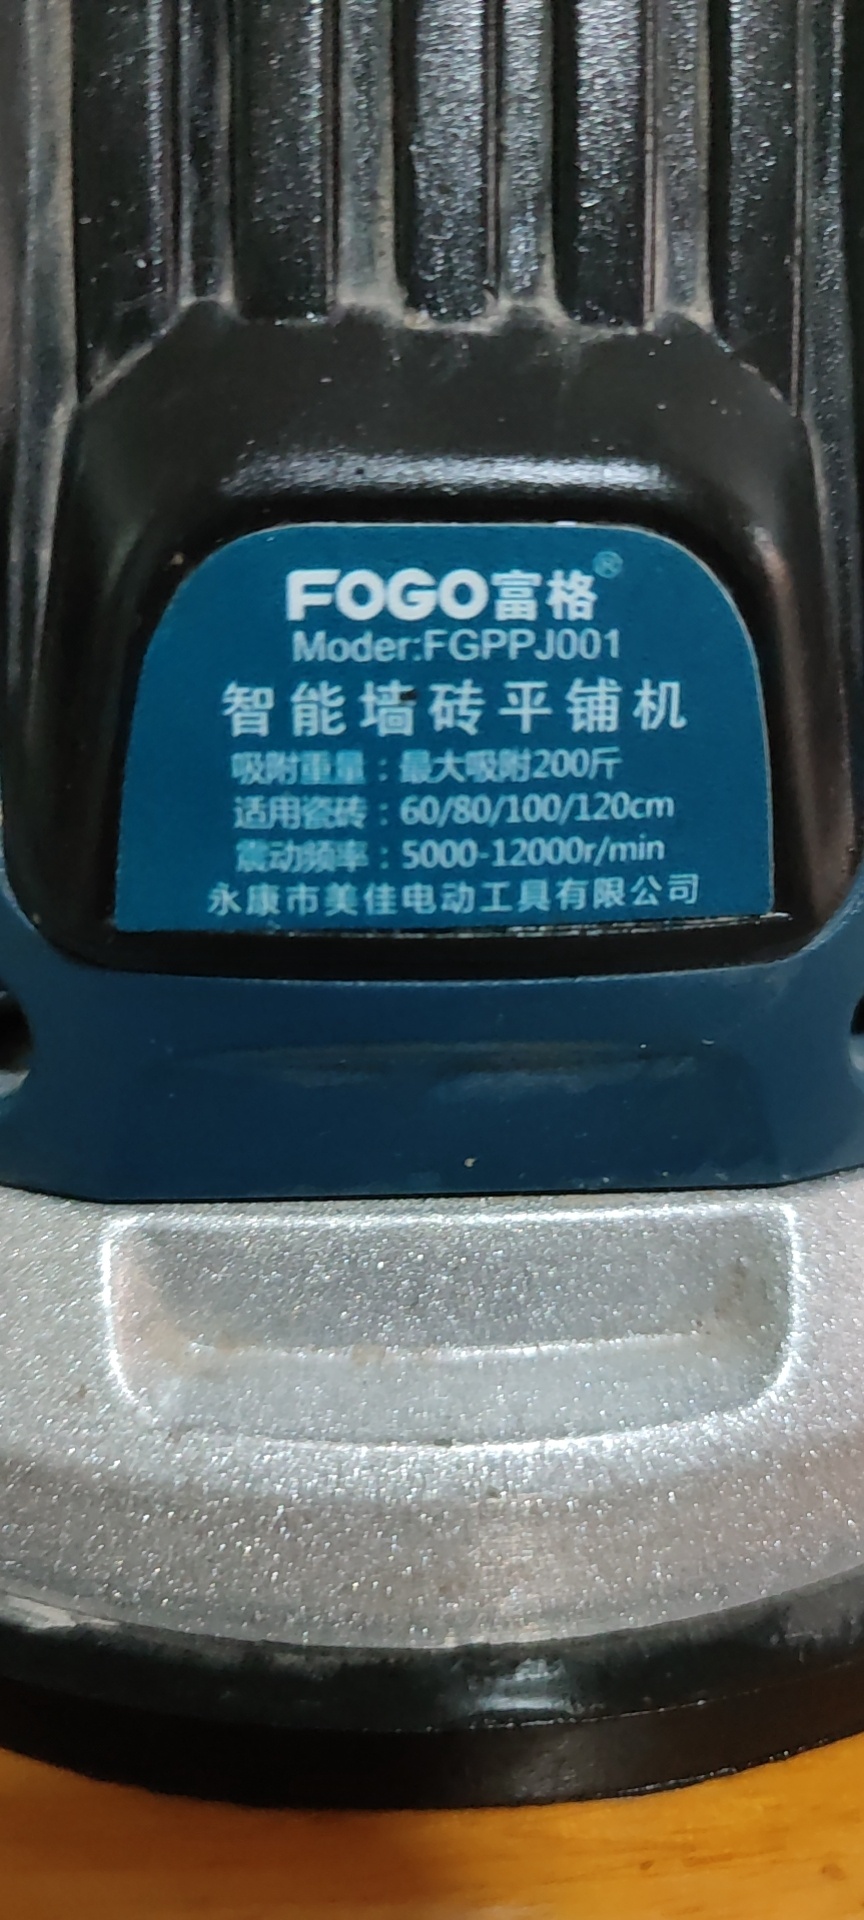 FOGO富格®
Moder:FGPPJ001
智能墙砖平铺机
吸附重量：最大吸附200斤
适用瓷砖：60/80/100/120cm
震动频率：5000-12000r/min
永康市美佳电动工具有限公司